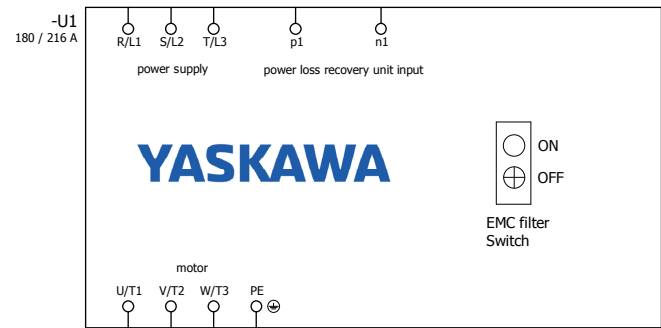 -U1
180 / 216 A
R/L1 S/L2 T/L3 p1 n1
power supply power loss recovery unit input
YASKAWA
ON
OFF
EMC filter
Switch
motor
U/T1 V/T2 W/T3 PE